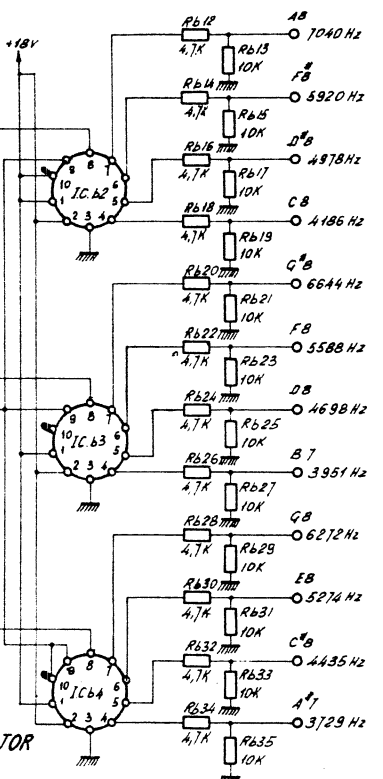 +18V
Rb12
4,7K
A8
7040 Hz
Rb13
10K
Rb14
4,7K
F#8
5920 Hz
Rb15
10K
Rb16
4,7K
D#8
4978 Hz
Rb17
10K
Rb18
4,7K
C8
4186 Hz
Rb19
10K
9 8 7
10 I.C.b2 6
1 5
2 3 4
Rb20
4,7K
G#8
6644 Hz
Rb21
10K
Rb22
4,7K
F8
5588 Hz
Rb23
10K
Rb24
4,7K
D8
4698 Hz
Rb25
10K
Rb26
4,7K
B7
3951 Hz
Rb27
10K
9 8 7
10 I.C.b3 6
1 5
2 3 4
Rb28
4,7K
G8
6272 Hz
Rb29
10K
Rb30
4,7K
E8
5274 Hz
Rb31
10K
Rb32
4,7K
C#8
4435 Hz
Rb33
10K
Rb34
4,7K
A#7
3729 Hz
Rb35
10K
9 8 7
10 I.C.b4 6
1 5
2 3 4
TOR